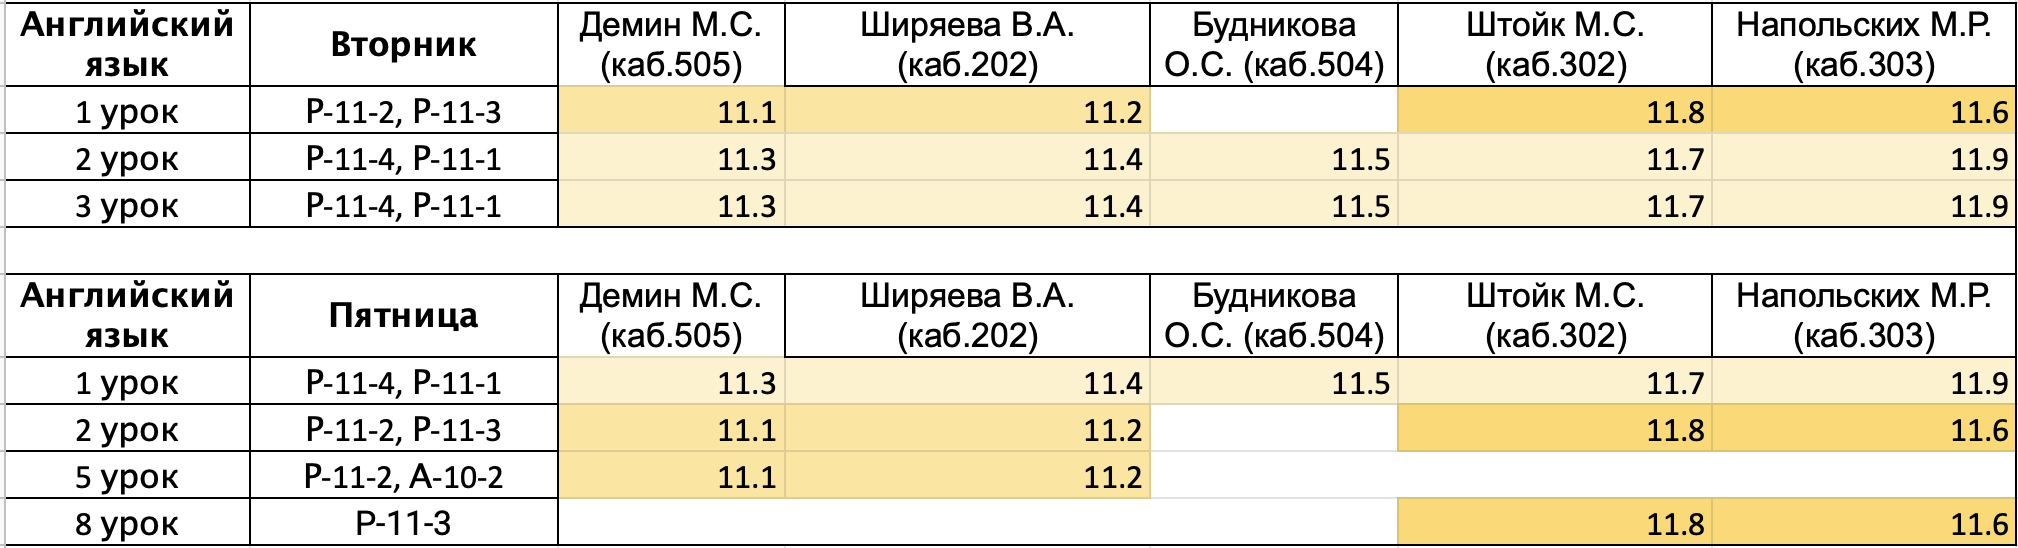 Английский язык Вторник Демин М.С. (каб.505) Ширяева В.А. (каб.202) Будникова О.С. (каб.504) Штойк М.С. (каб.302) Напольских М.Р. (каб.303)
1 урок Р-11-2, Р-11-3 11.1 11.2 11.8 11.6
2 урок Р-11-4, Р-11-1 11.3 11.4 11.5 11.7 11.9
3 урок Р-11-4, Р-11-1 11.3 11.4 11.5 11.7 11.9
Английский язык Пятница Демин М.С. (каб.505) Ширяева В.А. (каб.202) Будникова О.С. (каб.504) Штойк М.С. (каб.302) Напольских М.Р. (каб.303)
1 урок Р-11-4, Р-11-1 11.3 11.4 11.5 11.7 11.9
2 урок Р-11-2, Р-11-3 11.1 11.2 11.8 11.6
5 урок Р-11-2, А-10-2 11.1 11.2
8 урок Р-11-3 11.8 11.6